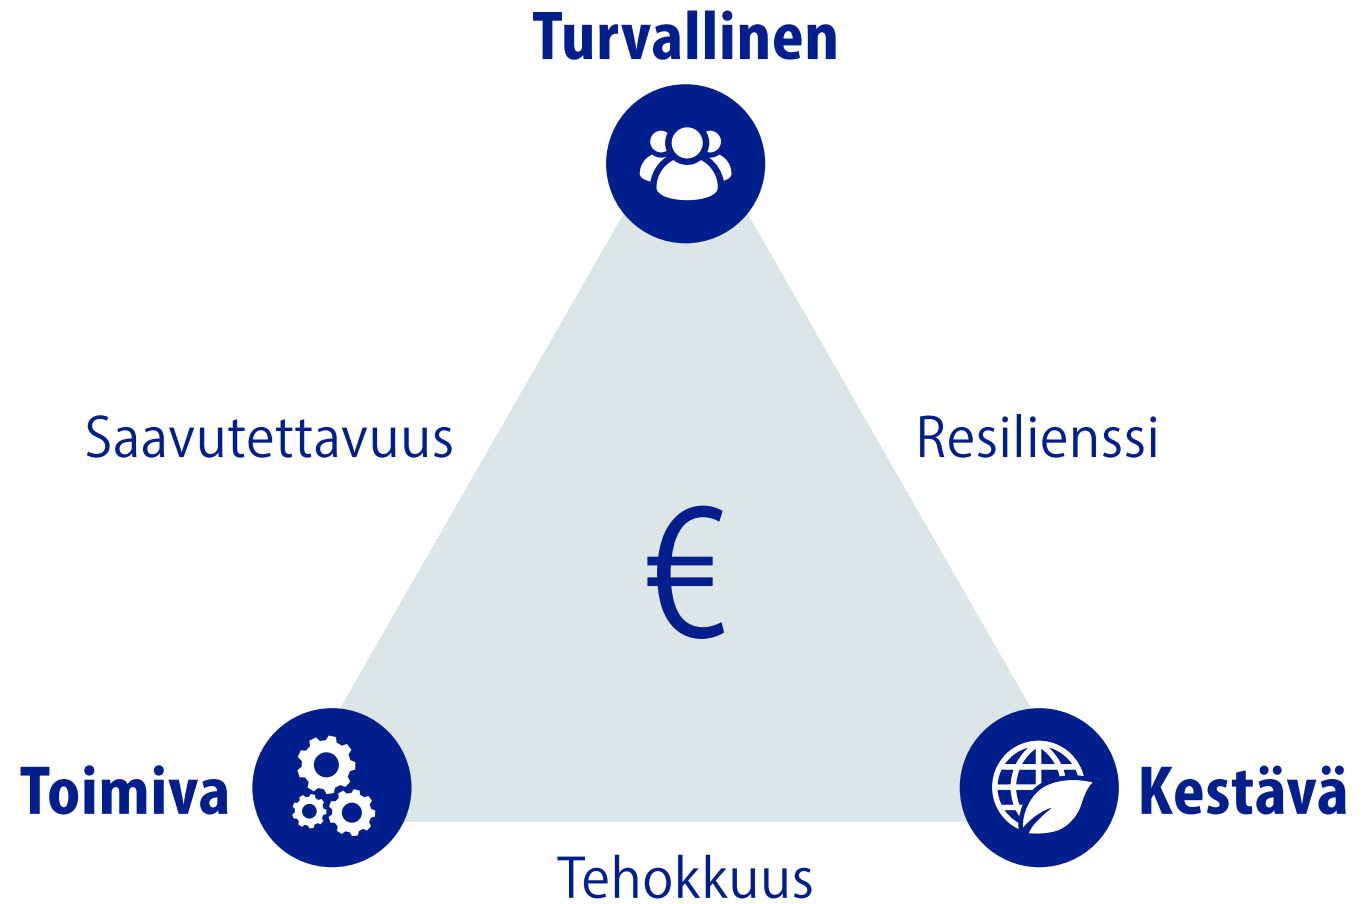 Turvallinen
Saavutettavuus
Resilienssi
€
Toimiva
Kestävä
Tehokkuus